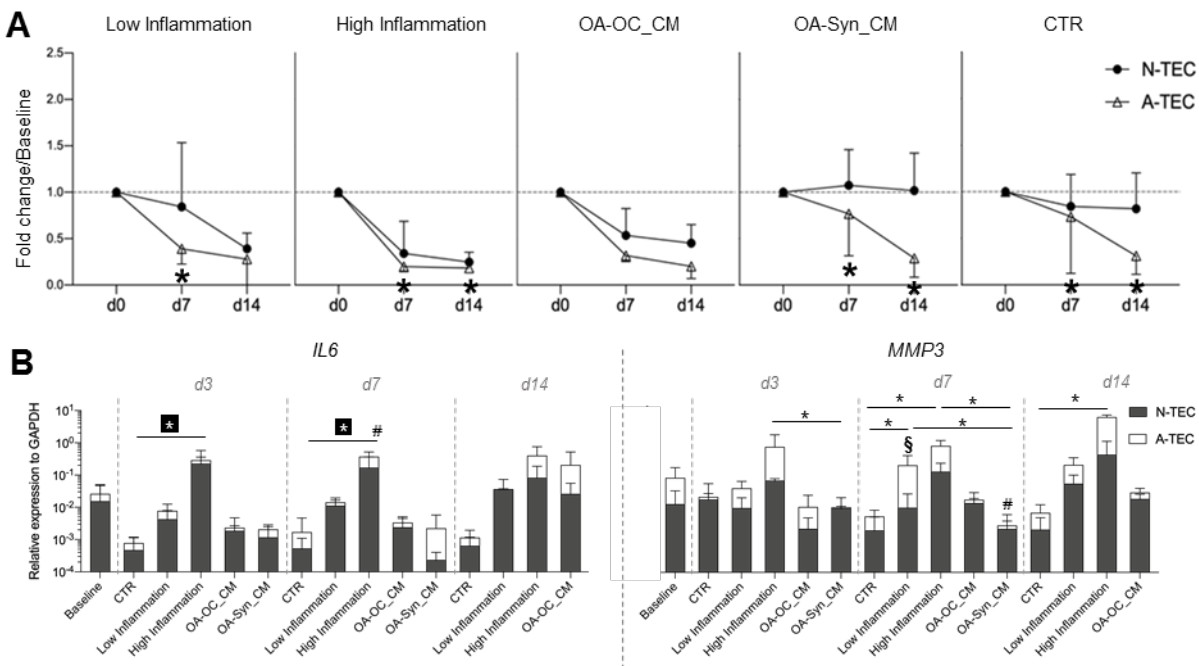 A
Low Inflammation
High Inflammation
OA-OC_CM
OA-Syn_CM
CTR
Fold change/Baseline
2.5
2.0
1.5
1.0
0.5
0.0
N-TEC
A-TEC
*
*
*
*
*
*
*
d0 d7 d14
d0 d7 d14
d0 d7 d14
d0 d7 d14
d0 d7 d14
B
IL6
MMP3
d3
d7
d14
d3
d7
d14
Relative expression to GAPDH
10¹
10⁰
10⁻¹
10⁻²
10⁻³
10⁻⁴
*
* #
*
* *
* *
§
#
*
N-TEC
A-TEC
Baseline
CTR
Low Inflammation
High Inflammation
OA-OC_CM
OA-Syn_CM
CTR
Low Inflammation
High Inflammation
OA-OC_CM
OA-Syn_CM
CTR
Low Inflammation
High Inflammation
OA-OC_CM
Baseline
CTR
Low Inflammation
High Inflammation
OA-OC_CM
OA-Syn_CM
CTR
Low Inflammation
High Inflammation
OA-OC_CM
OA-Syn_CM
CTR
Low Inflammation
High Inflammation
OA-OC_CM